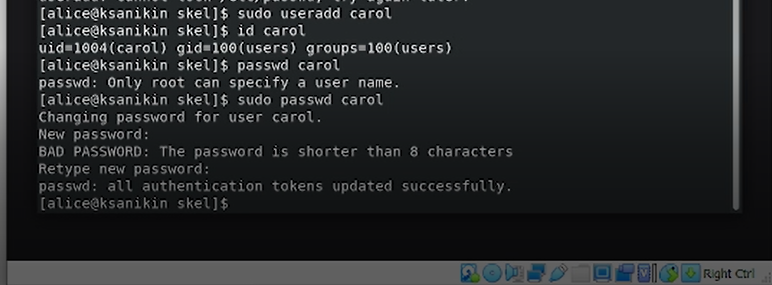 [alice@ksanikin skel]$ sudo useradd carol
[alice@ksanikin skel]$ id carol
uid=1004(carol) gid=100(users) groups=100(users)
[alice@ksanikin skel]$ passwd carol
passwd: Only root can specify a user name.
[alice@ksanikin skel]$ sudo passwd carol
Changing password for user carol.
New password:
BAD PASSWORD: The password is shorter than 8 characters
Retype new password:
passwd: all authentication tokens updated successfully.
[alice@ksanikin skel]$
Right Ctrl